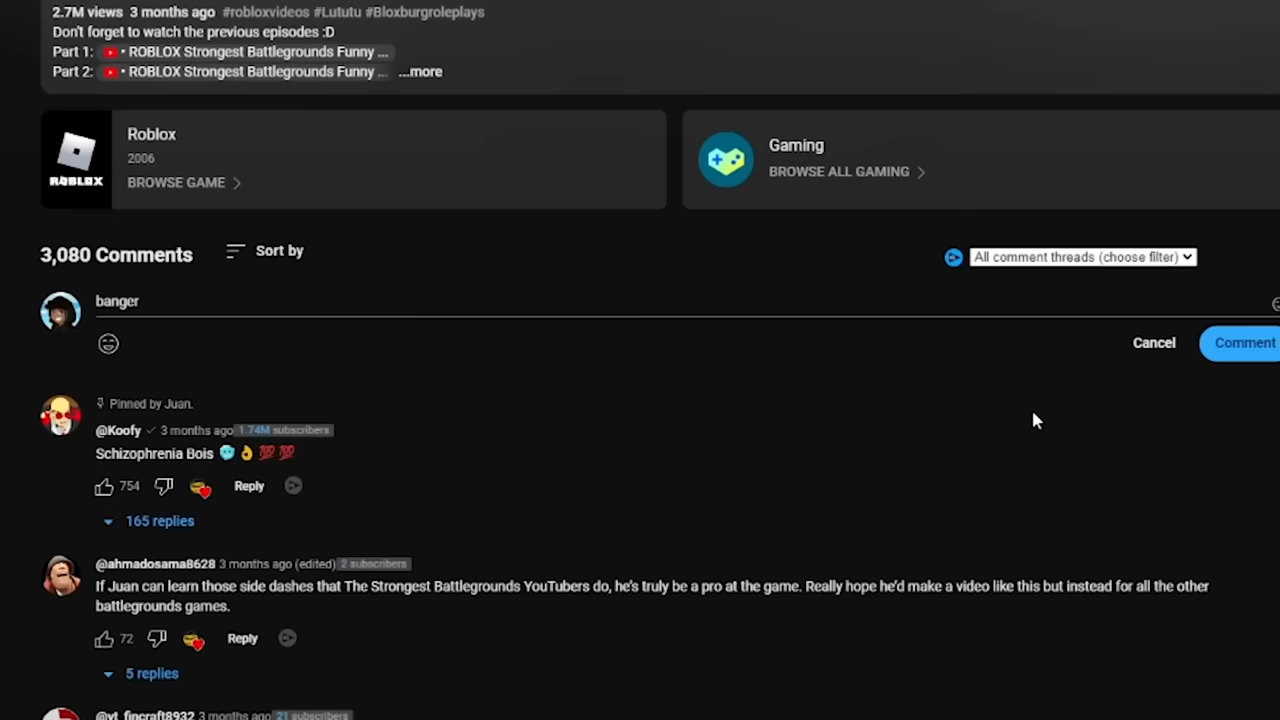 2.7M views 3 months ago #robloxvideos #Lututu #Bloxburgroleplays
Don't forget to watch the previous episodes :D
Part 1: • ROBLOX Strongest Battlegrounds Funny ...
Part 2: • ROBLOX Strongest Battlegrounds Funny ... ...more
ROBLOX
Roblox
2006
BROWSE GAME
Gaming
BROWSE ALL GAMING
3,080 Comments Sort by
All comment threads (choose filter)
banger
Cancel Comment
Pinned by Juan.
@Koofy 3 months ago 1.74M subscribers
Schizophrenia Bois 🥶👌💯💯
754 Reply
165 replies
@ahmadosama8628 3 months ago (edited) 2 subscribers
If Juan can learn those side dashes that The Strongest Battlegrounds YouTubers do, he's truly be a pro at the game. Really hope he'd make a video like this but instead for all the other
battlegrounds games.
72 Reply
5 replies
@yt_fincraft8932 3 months ago 21 subscribers